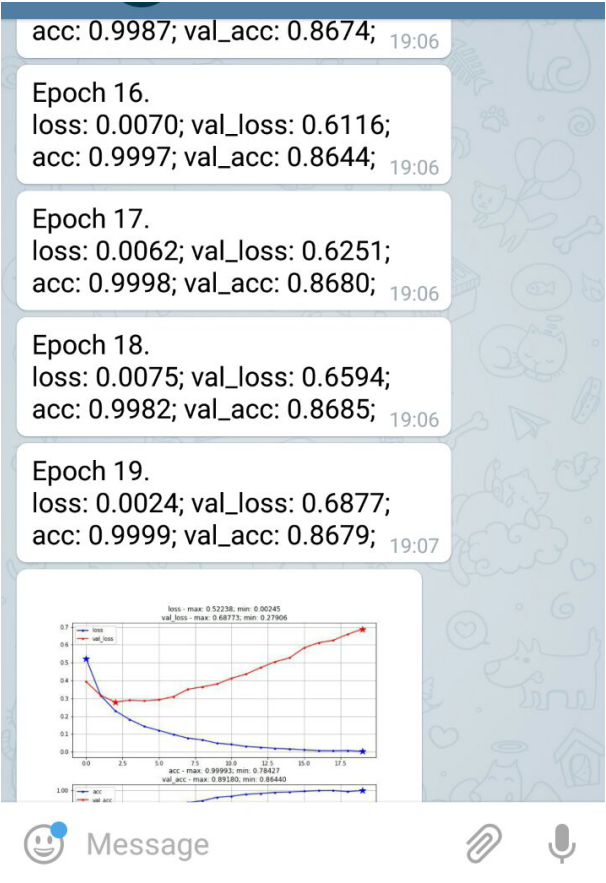 acc: 0.9987; val_acc: 0.8674;
19:06
Epoch 16.
loss: 0.0070; val_loss: 0.6116;
acc: 0.9997; val_acc: 0.8644;
19:06
Epoch 17.
loss: 0.0062; val_loss: 0.6251;
acc: 0.9998; val_acc: 0.8680;
19:06
Epoch 18.
loss: 0.0075; val_loss: 0.6594;
acc: 0.9982; val_acc: 0.8685;
19:06
Epoch 19.
loss: 0.0024; val_loss: 0.6877;
acc: 0.9999; val_acc: 0.8679;
19:07
loss - max: 0.52238; min: 0.00245
val_loss - max: 0.68773; min: 0.27906
loss
val_loss
0.7
0.6
0.5
0.4
0.3
0.2
0.1
0.0
0.0 2.5 5.0 7.5 10.0 12.5 15.0 17.5
acc - max: 0.99993; min: 0.78427
val_acc - max: 0.89180; min: 0.86440
1.00
acc
val_acc
Message